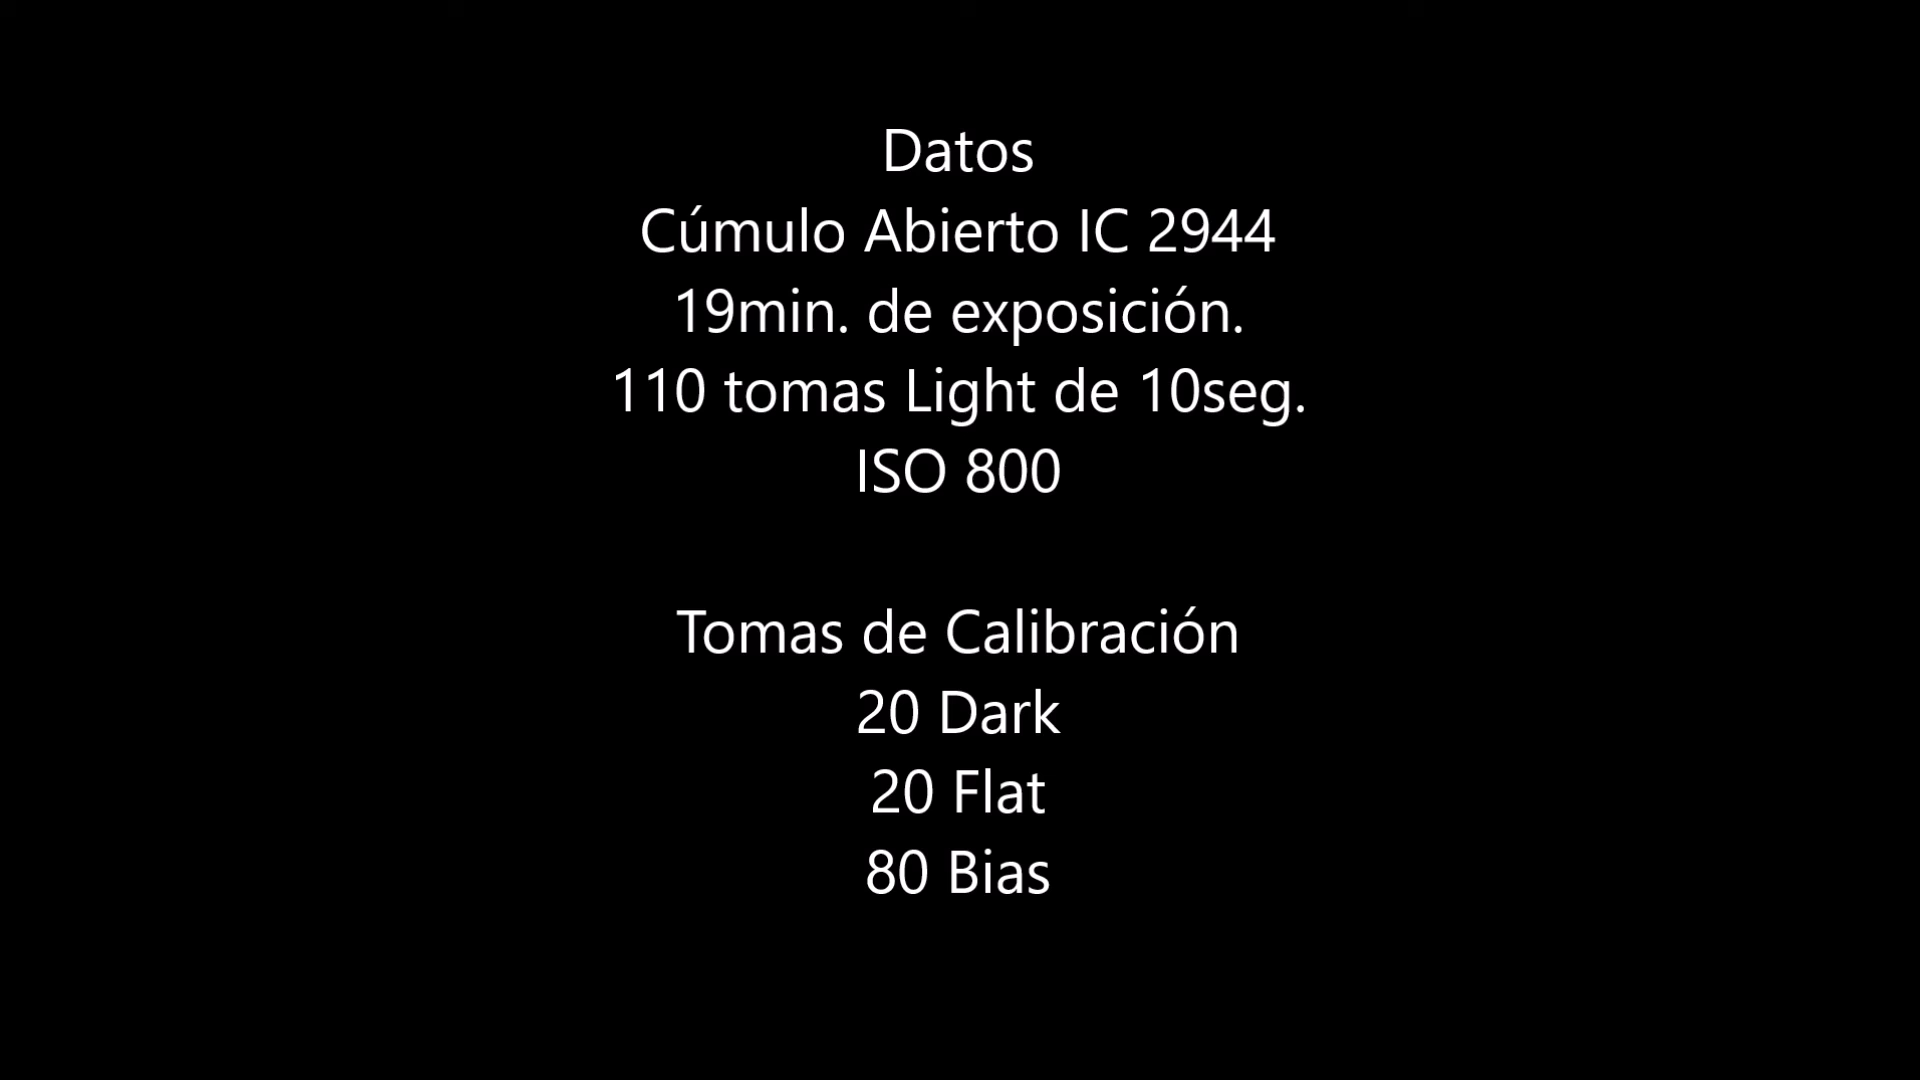 Datos
Cúmulo Abierto IC 2944
19min. de exposición.
110 tomas Light de 10seg.
ISO 800
Tomas de Calibración
20 Dark
20 Flat
80 Bias